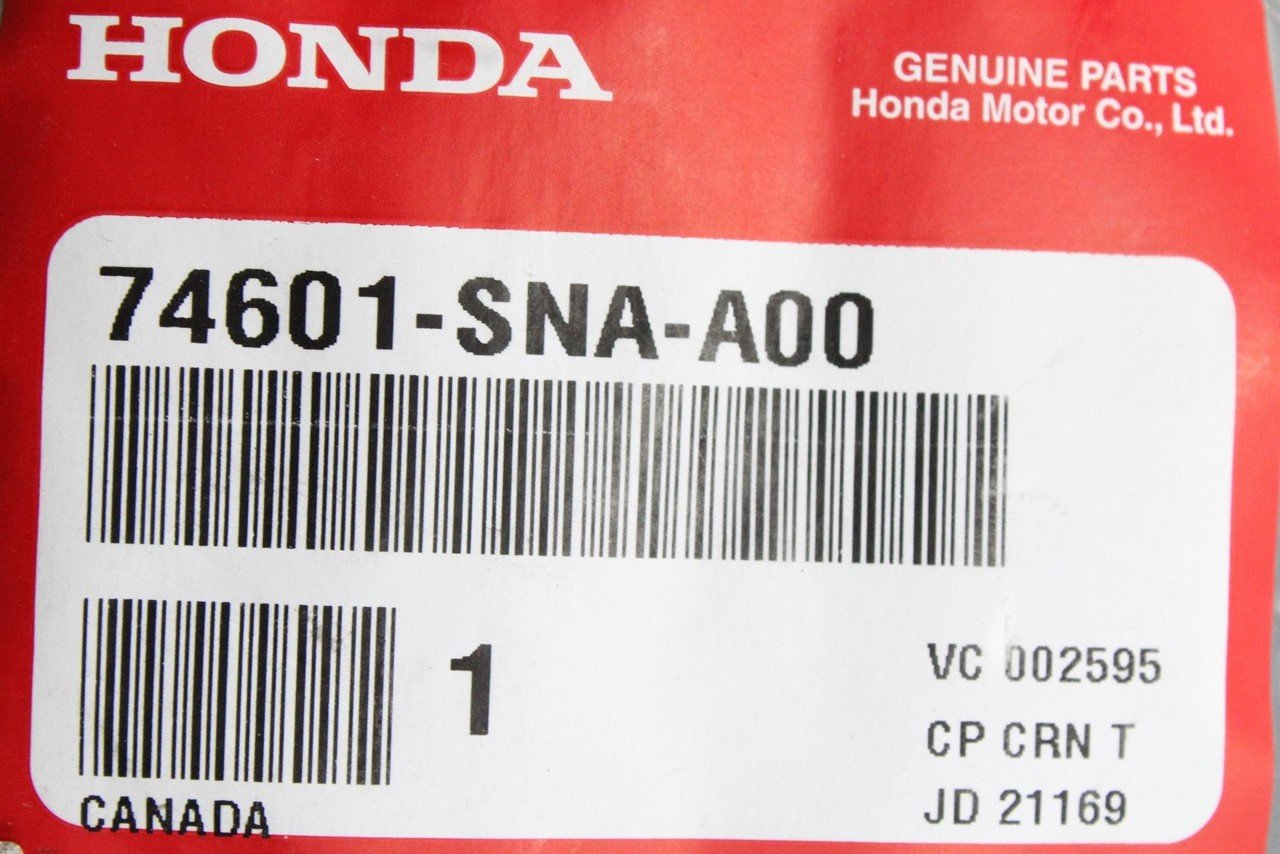 HONDA
GENUINE PARTS
Honda Motor Co., Ltd.
74601-SNA-A00
1
VC 002595
CP CRN T
JD 21169
CANADA